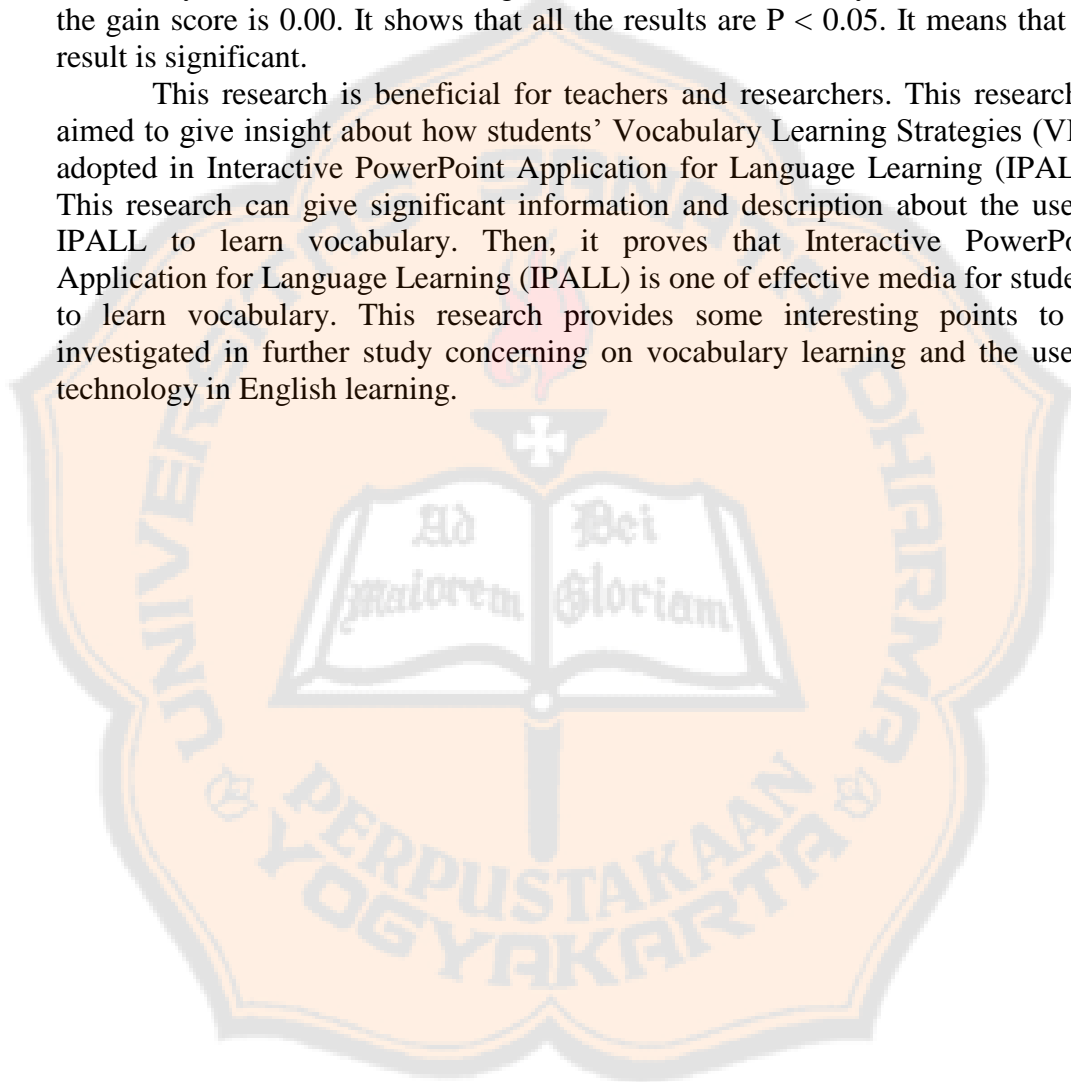 the gain score is 0.00. It shows that all the results are P < 0.05. It means that
result is significant.
This research is beneficial for teachers and researchers. This research
aimed to give insight about how students’ Vocabulary Learning Strategies
adopted in Interactive PowerPoint Application for Language Learning
This research can give significant information and description about the use
IPALL to learn vocabulary. Then, it proves that Interactive
Application for Language Learning (IPALL) is one of effective media for
to learn vocabulary. This research provides some interesting points to
investigated in further study concerning on vocabulary learning and the use
technology in English learning.
UNIVERSITAS SANATA DHARMA
Ad
Dei
Maiorem
Gloriam
PERPUSTAKAAN
YOGYAKARTA